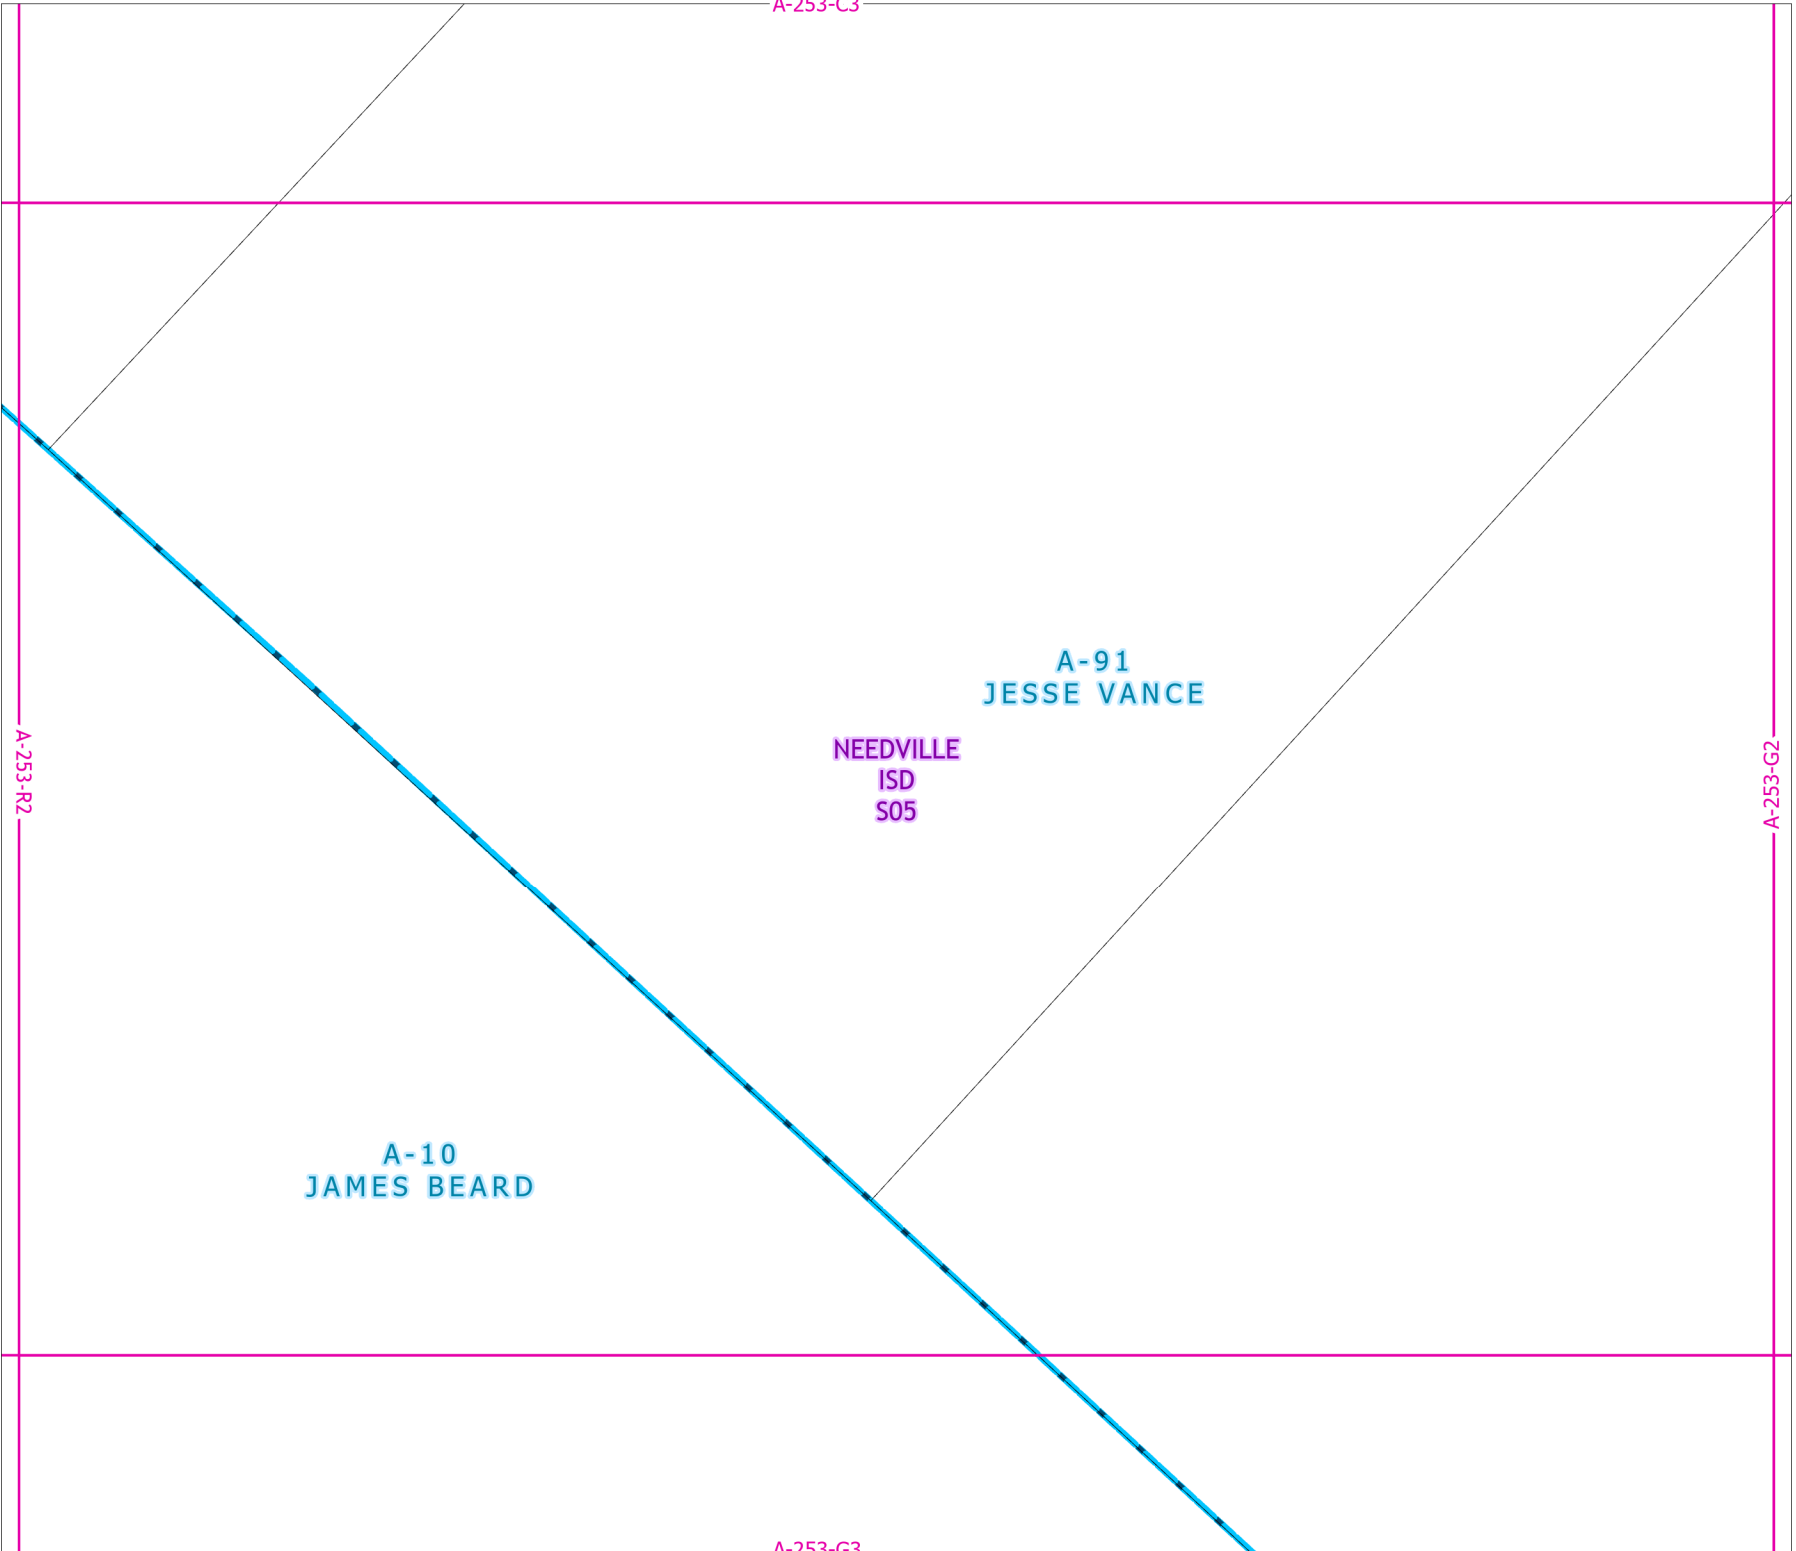 A-253-C3
A-91
JESSE VANCE
NEEDVILLE
ISD
S05
A-253-R2
A-253-G2
A-10
JAMES BEARD
A-253-G3